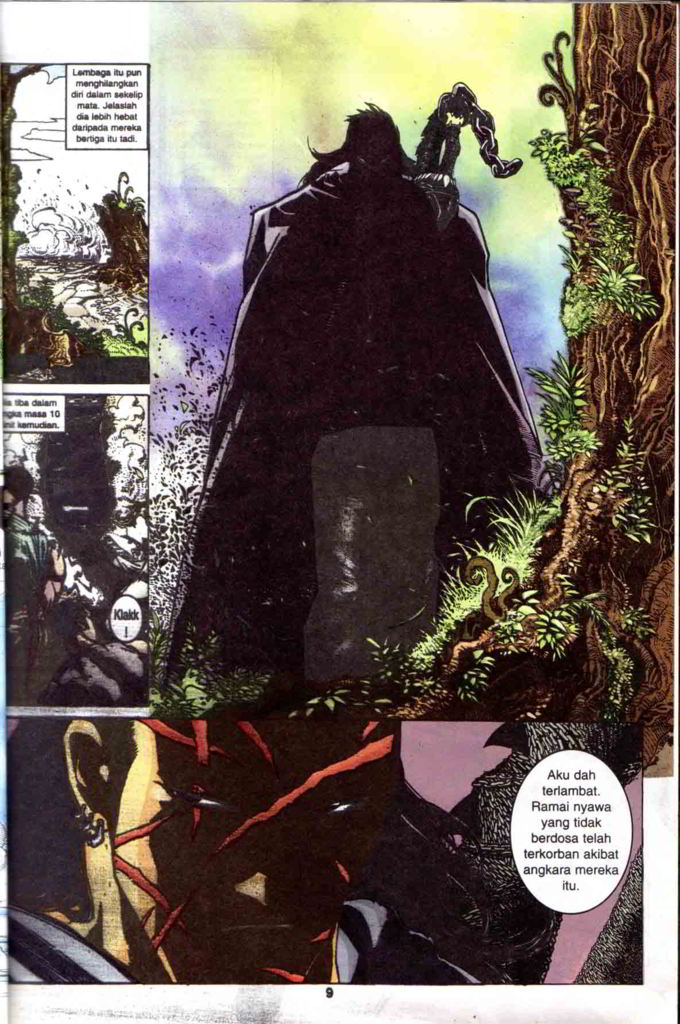 Lembaga itu pun
menghilangkan
diri dalam sekelip
mata. Jelaslah
dia lebih hebat
daripada mereka
bertiga itu tadi.
tiba dalam
masa 10
kemudian.
Klakk
!
Aku dah
terlambat.
Ramai nyawa
yang tidak
berdosa telah
terkorban akibat
angkara mereka
itu.
9